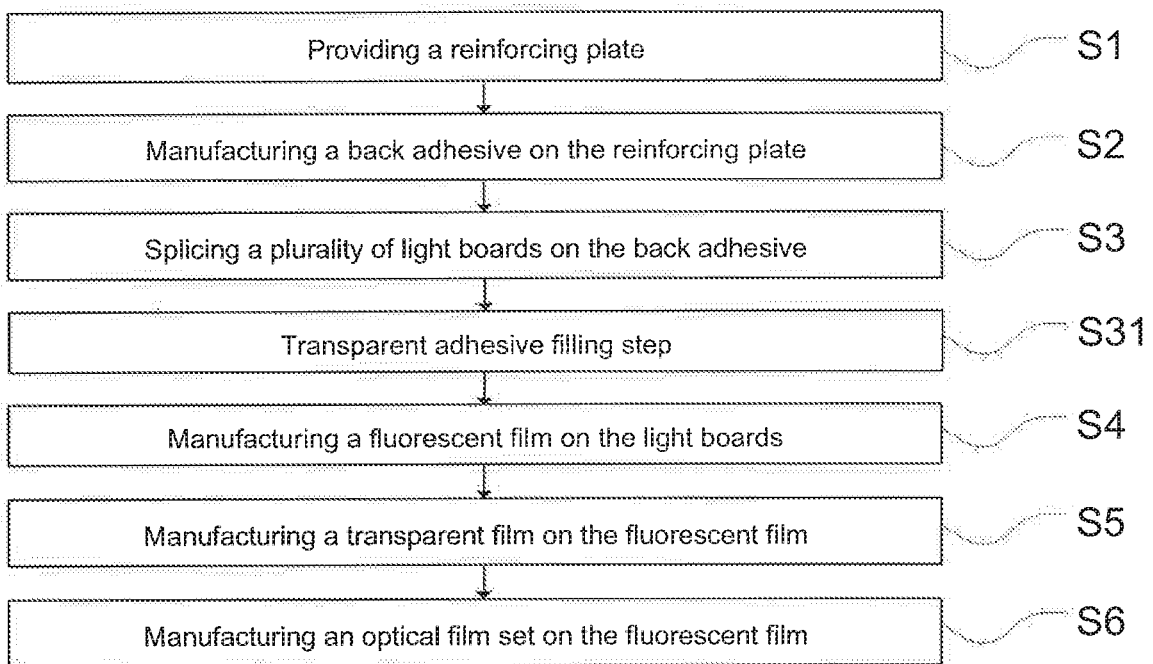 Providing a reinforcing plate S1
Manufacturing a back adhesive on the reinforcing plate S2
Splicing a plurality of light boards on the back adhesive S3
Transparent adhesive filling step S31
Manufacturing a fluorescent film on the light boards S4
Manufacturing a transparent film on the fluorescent film S5
Manufacturing an optical film set on the fluorescent film S6